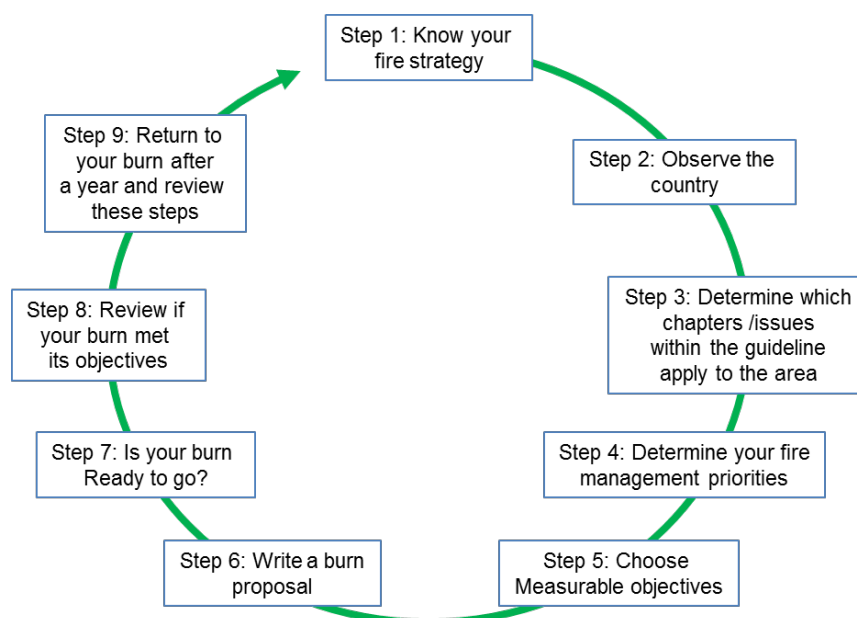 Step 1: Know your
fire strategy
Step 2: Observe the
country
Step 3: Determine which
chapters /issues
within the guideline
apply to the area
Step 4: Determine your fire
management priorities
Step 5: Choose
Measurable objectives
Step 6: Write a burn
proposal
Step 7: Is your burn
Ready to go?
Step 8: Review if
your burn met
its objectives
Step 9: Return to
your burn after
a year and review
these steps